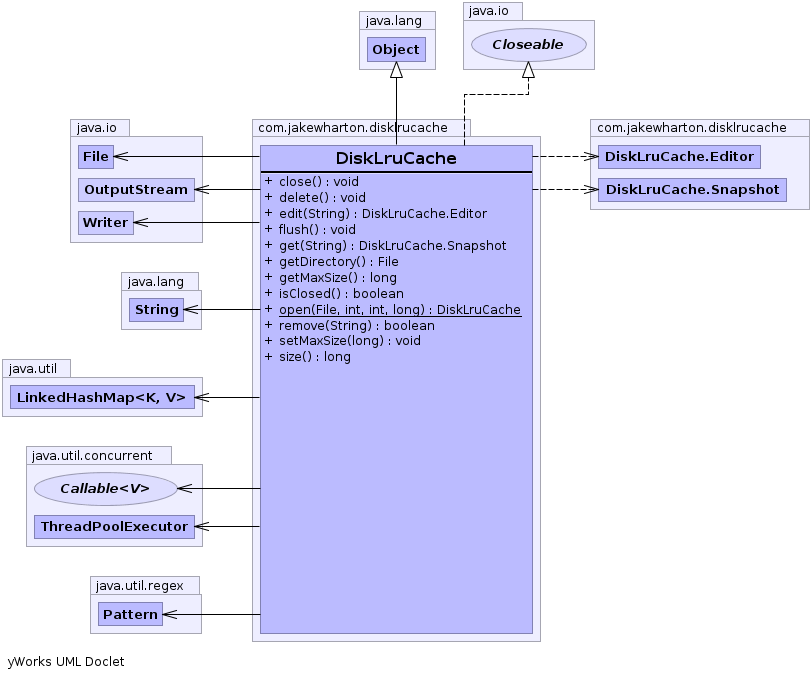 java.lang
Object
java.io
Closeable
java.io
File
OutputStream
Writer
java.lang
String
java.util
LinkedHashMap<K, V>
java.util.concurrent
Callable<V>
ThreadPoolExecutor
java.util.regex
Pattern
com.jakewharton.disklrucache
DiskLruCache
+ close() : void
+ delete() : void
+ edit(String) : DiskLruCache.Editor
+ flush() : void
+ get(String) : DiskLruCache.Snapshot
+ getDirectory() : File
+ getMaxSize() : long
+ isClosed() : boolean
+ open(File, int, int, long) : DiskLruCache
+ remove(String) : boolean
+ setMaxSize(long) : void
+ size() : long
com.jakewharton.disklrucache
DiskLruCache.Editor
DiskLruCache.Snapshot
yWorks UML Doclet